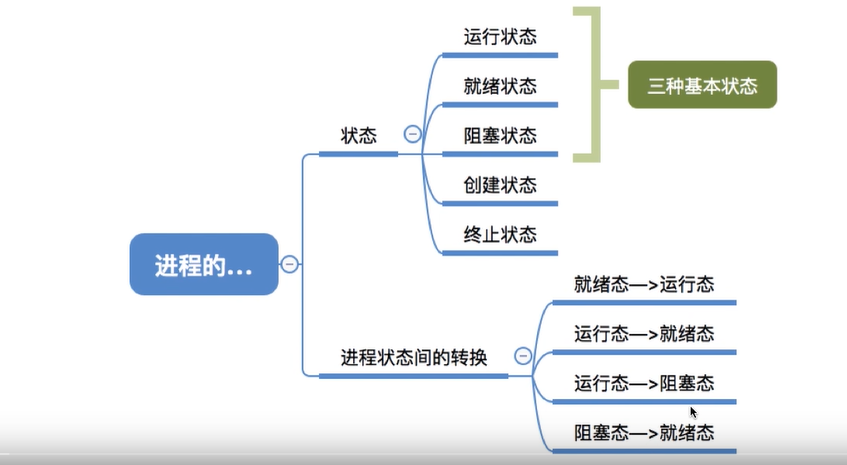 运行状态
就绪状态
三种基本状态
状态
阻塞状态
创建状态
终止状态
进程的...
就绪态—>运行态
运行态—>就绪态
进程状态间的转换
运行态—>阻塞态
阻塞态—>就绪态